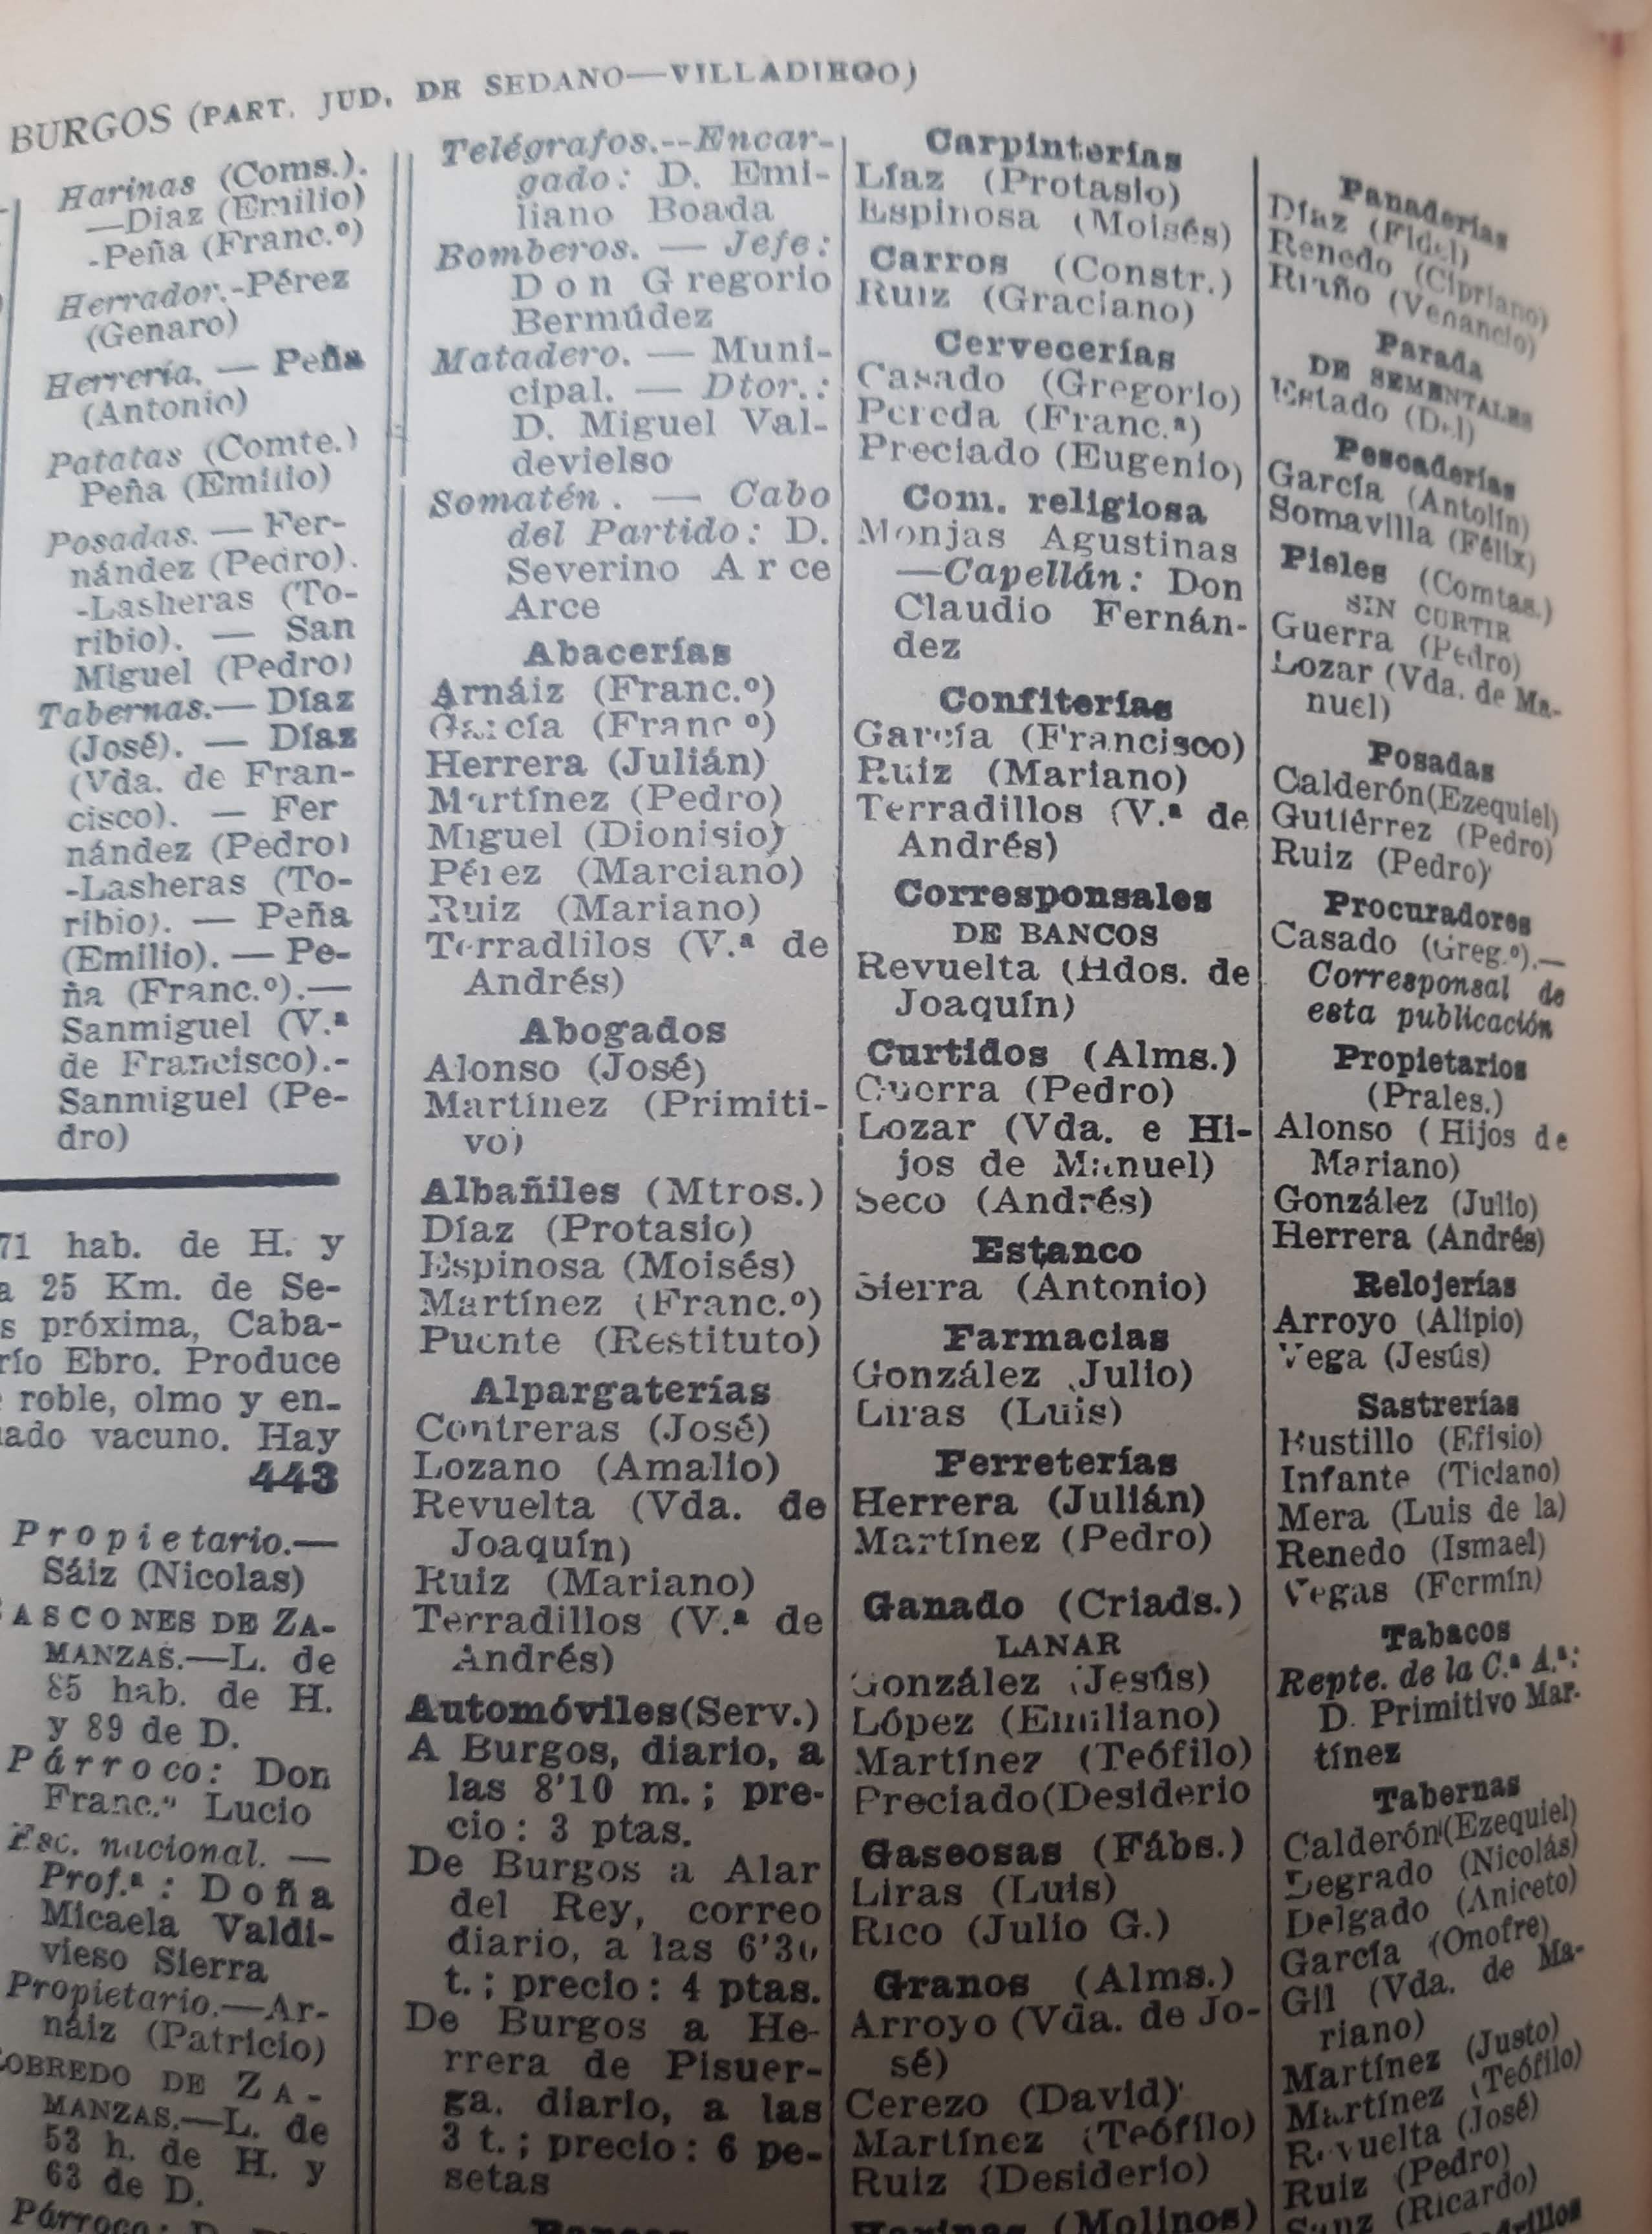 BURGOS (PART. JUD. DE SEDANO—VILLADIEGO)
Harinas (Coms.).
—Diaz (Emilio)
-Peña (Franc.º)
Herrador.-Pérez
(Genaro)
Herrería. — Peña
(Antonio)
Patatas (Comte.)
Peña (Emilio)
Posadas. — Fer-
nández (Pedro).
-Lasheras (To-
ribio). — San
Miguel (Pedro)
Tabernas.— Díaz
(José). — Díaz
(Vda. de Fran-
cisco). — Fer
nández (Pedro)
-Lasheras (To-
ribio). — Peña
(Emilio). — Pe-
ña (Franc.º).—
Sanmiguel (V.ª
de Francisco).-
Sanmiguel (Pe-
dro)
71 hab. de H. y
a 25 Km. de Se-
s próxima, Caba-
río Ebro. Produce
roble, olmo y en-
ado vacuno. Hay
443
Propietario.—
Sáiz (Nicolas)
ASCONES DE ZA-
MANZAS.—L. de
85 hab. de H.
y 89 de D.
Párroco: Don
Franc.º Lucio
Esc. nacional. —
Prof.ª: Doña
Micaela Valdi-
vieso Sierra
Propietario.—Ar-
náiz (Patricio)
OBREDO DE ZA-
MANZAS.—L. de
53 h. de H. y
63 de D.
Párroco: D.
Telégrafos.--Encar-
gado: D. Emi-
liano Boada
Bomberos. — Jefe:
Don Gregorio
Bermúdez
Matadero. — Muni-
cipal. — Dtor.:
D. Miguel Val-
devielso
Somatén. — Cabo
del Partido: D.
Severino Arce
Arce
Abacerías
Arnáiz (Franc.º)
García (Franc º)
Herrera (Julián)
Martínez (Pedro)
Miguel (Dionisio)
Pérez (Marciano)
Ruiz (Mariano)
Terradlilos (V.ª de
Andrés)
Abogados
Alonso (José)
Martínez (Primiti-
vo)
Albañiles (Mtros.)
Díaz (Protasio)
Espinosa (Moisés)
Martínez (Franc.º)
Puente (Restituto)
Alpargaterías
Contreras (José)
Lozano (Amalio)
Revuelta (Vda. de
Joaquín)
Ruiz (Mariano)
Terradillos (V.ª de
Andrés)
Automóviles(Serv.)
A Burgos, diario, a
las 8'10 m.; pre-
cio: 3 ptas.
De Burgos a Alar
del Rey, correo
diario, a las 6'30
t.; precio: 4 ptas.
De Burgos a He-
rrera de Pisuer-
ga, diario, a las
3 t.; precio: 6 pe-
setas
Carpinterías
Líaz (Protasio)
Espinosa (Moisés)
Carros (Constr.)
Ruiz (Graciano)
Cervecerías
Casado (Gregorio)
Pereda (Franc.ª)
Preciado (Eugenio)
Com. religiosa
Monjas Agustinas
—Capellán: Don
Claudio Fernán-
dez
Confiterías
García (Francisco)
Ruiz (Mariano)
Terradillos (V.ª de
Andrés)
Corresponsales
DE BANCOS
Revuelta (Hdos. de
Joaquín)
Curtidos (Alms.)
Guerra (Pedro)
Lozar (Vda. e Hi-
jos de Manuel)
Seco (Andrés)
Estanco
Sierra (Antonio)
Farmacias
González Julio)
Liras (Luis)
Ferreterías
Herrera (Julián)
Martínez (Pedro)
Ganado (Criads.)
LANAR
González (Jesús)
López (Emiliano)
Martínez (Teófilo)
Preciado(Desiderio
Gaseosas (Fábs.)
Liras (Luis)
Rico (Julio G.)
Granos (Alms.)
Arroyo (Vda. de Jo-
sé)
Cerezo (David)
Martínez (Teófilo)
Ruiz (Desiderio)
Harinas (Molinos)
Panaderías
Díaz (Fidel)
Renedo (Cipriano)
Riaño (Venancio)
Parada
DE SEMENTALES
Estado (Del)
Pescaderías
García (Antolín)
Somavilla (Félix)
Pieles (Comtas.)
SIN CURTIR
Guerra (Pedro)
Lozar (Vda. de Ma-
nuel)
Posadas
Calderón(Ezequiel)
Gutiérrez (Pedro)
Ruiz (Pedro)
Procuradores
Casado (Greg.º).—
Corresponsal de
esta publicación
Propietarios
(Prales.)
Alonso (Hijos de
Mariano)
González (Julio)
Herrera (Andrés)
Relojerías
Arroyo (Alipio)
Vega (Jesús)
Sastrerías
Bustillo (Efisio)
Infante (Ticiano)
Mera (Luis de la)
Renedo (Ismael)
Vegas (Fermín)
Tabacos
Repte. de la C.ª A.ª:
D. Primitivo Mar-
tínez
Tabernas
Calderón(Ezequiel)
Degrado (Nicolás)
Delgado (Aniceto)
García (Onofre)
Gil (Vda. de Ma-
riano)
Martínez (Justo)
Martínez (Teófilo)
Revuelta (José)
Ruiz (Pedro)
Sanz (Ricardo)